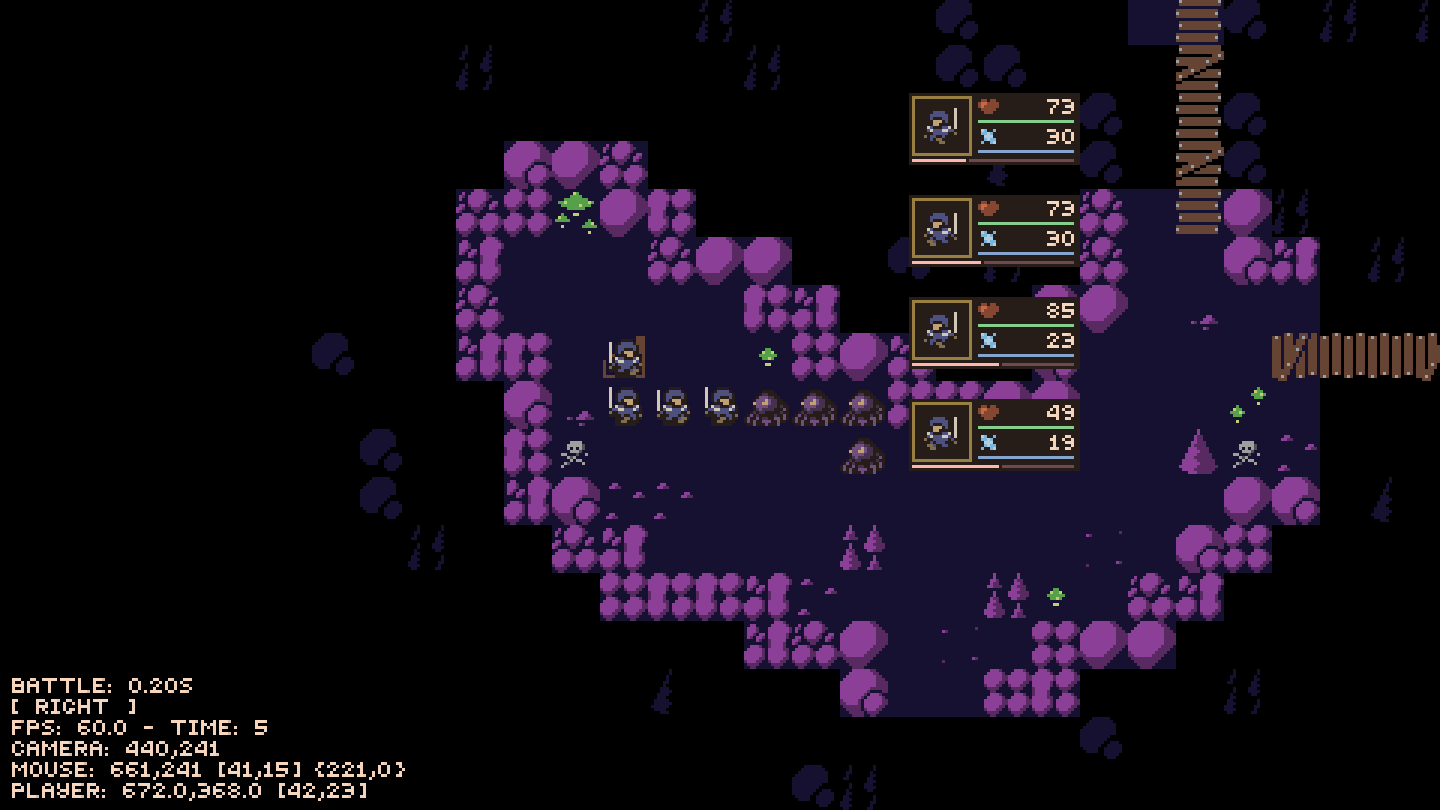 73
30
73
30
85
23
49
19
BATTLE: 0.20S
[ RIGHT ]
FPS: 60.0 - TIME: 5
CAMERA: 440,241
MOUSE: 661,241 [41,15] {221,0}
PLAYER: 672.0,368.0 [42,23]